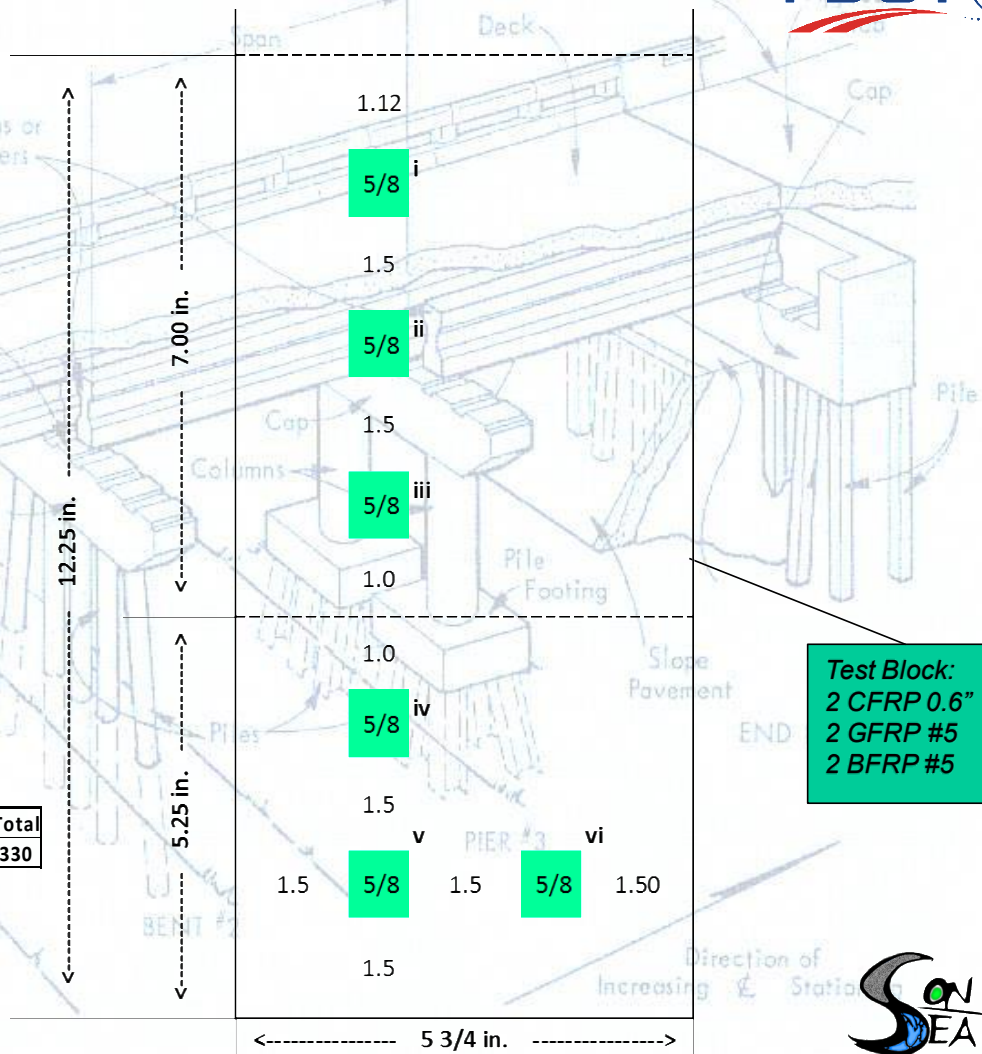 Span
Deck
Cap
1.12
5/8 i
1.5
7.00 in.
5/8 ii
Cap
1.5
Pile
Columns
5/8 iii
12.25 in.
1.0
Pile
Footing
1.0
Slope
Pavement
Test Block:
2 CFRP 0.6”
2 GFRP #5
2 BFRP #5
5/8 iv
Piles
END
5.25 in.
1.5
Total
330
PIER #3
v vi
1.5 5/8 1.5 5/8 1.50
BENT #2
1.5
Direction of
Increasing ℄
5 3/4 in.
SON
SEA